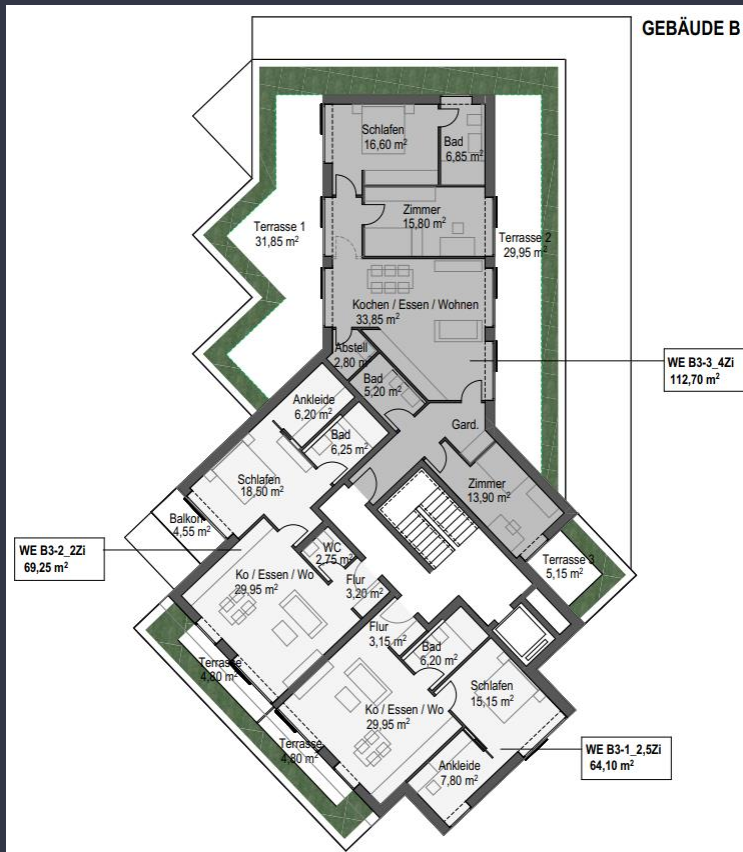 GEBÄUDE B
Schlafen
16,60 m²
Bad
6,85 m²
Zimmer
15,80 m²
Terrasse 1
31,85 m²
Terrasse 2
29,95 m²
Kochen / Essen / Wohnen
33,85 m²
Abstell
2,80 m²
WE B3-3_4Zi
112,70 m²
Bad
5,20 m²
Ankleide
6,20 m²
Gard.
Bad
6,25 m²
Schlafen
18,50 m²
Zimmer
13,90 m²
Balkon
4,55 m²
WE B3-2_2Zi
69,25 m²
WC
2,75 m²
Terrasse 3
5,15 m²
Ko / Essen / Wo
29,95 m²
Flur
3,20 m²
Flur
3,15 m²
Bad
6,20 m²
Terrasse
4,80 m²
Schlafen
15,15 m²
Ko / Essen / Wo
29,95 m²
Terrasse
4,80 m²
WE B3-1_2,5Zi
64,10 m²
Ankleide
7,80 m²